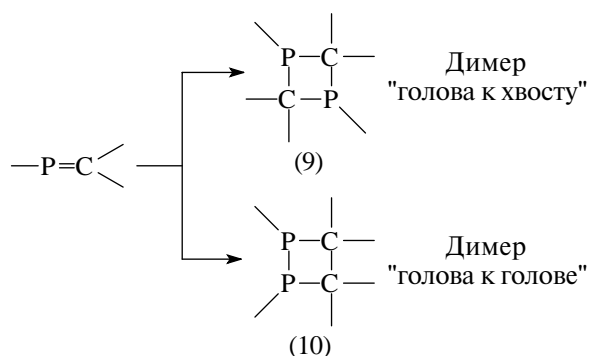 P C
C P
Димер
"голова к хвосту"
(9)
P=C
P C
P C
Димер
"голова к голове"
(10)